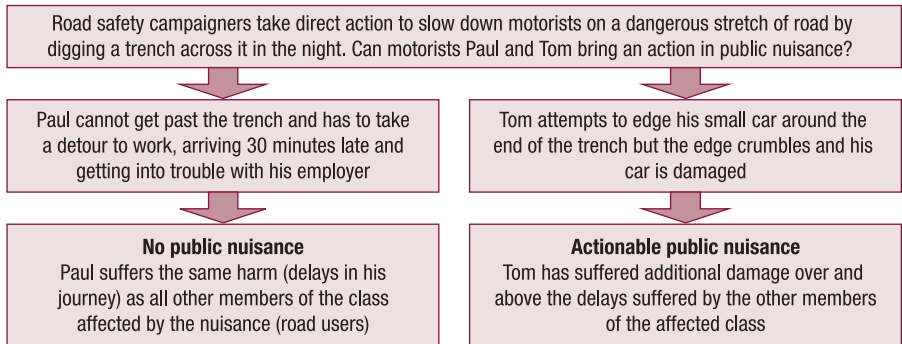 Road safety campaigners take direct action to slow down motorists on a dangerous stretch of road by
digging a trench across it in the night. Can motorists Paul and Tom bring an action in public nuisance?
Paul cannot get past the trench and has to take
a detour to work, arriving 30 minutes late and
getting into trouble with his employer
Tom attempts to edge his small car around the
end of the trench but the edge crumbles and his
car is damaged
No public nuisance
Paul suffers the same harm (delays in his
journey) as all other members of the class
affected by the nuisance (road users)
Actionable public nuisance
Tom has suffered additional damage over and
above the delays suffered by the other members
of the affected class